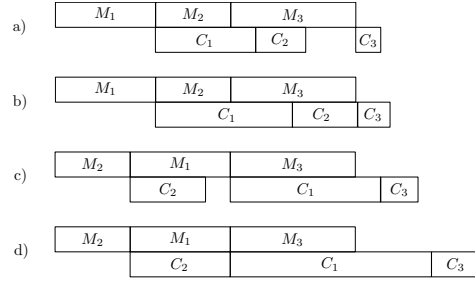 a) M₁ M₂ M₃
C₁ C₂ C₃
b) M₁ M₂ M₃
C₁ C₂ C₃
c) M₂ M₁ M₃
C₂ C₁ C₃
d) M₂ M₁ M₃
C₂ C₁ C₃